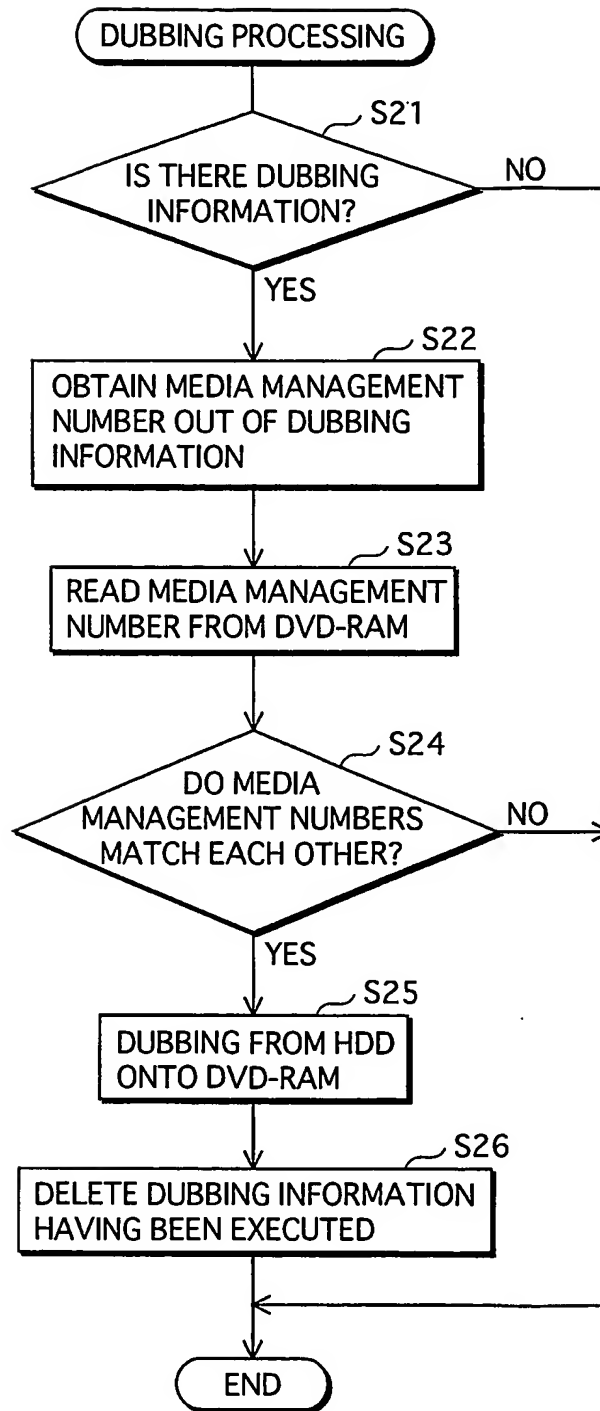 DUBBING PROCESSING
S21
IS THERE DUBBING
INFORMATION?
NO
YES
S22
OBTAIN MEDIA MANAGEMENT
NUMBER OUT OF DUBBING
INFORMATION
S23
READ MEDIA MANAGEMENT
NUMBER FROM DVD-RAM
S24
DO MEDIA
MANAGEMENT NUMBERS
MATCH EACH OTHER?
NO
YES
S25
DUBBING FROM HDD
ONTO DVD-RAM
S26
DELETE DUBBING INFORMATION
HAVING BEEN EXECUTED
END